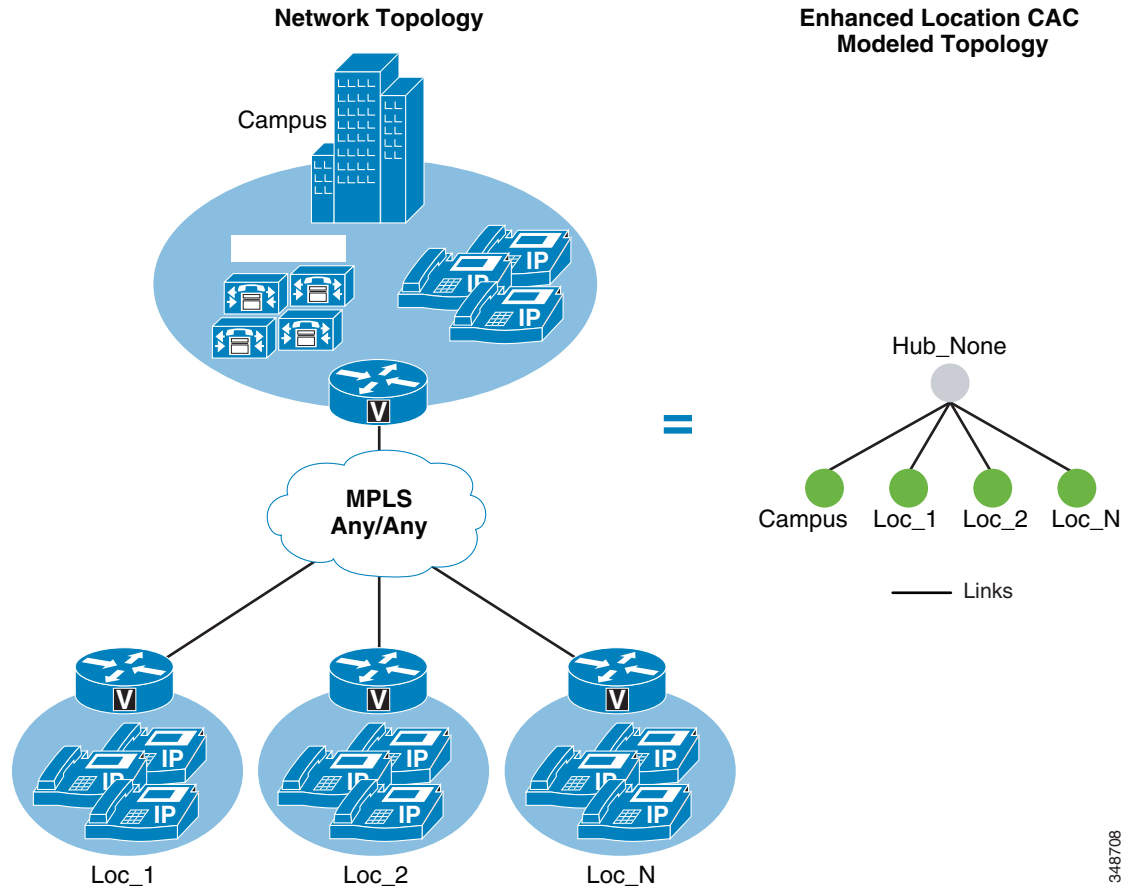 Network Topology
Enhanced Location CAC
Modeled Topology
Campus
IP
IP
IP
V
Hub_None
=
MPLS
Any/Any
Campus
Loc_1
Loc_2
Loc_N
Links
V
V
V
IP
IP
IP
IP
IP
IP
IP
IP
IP
Loc_1
Loc_2
Loc_N
348708